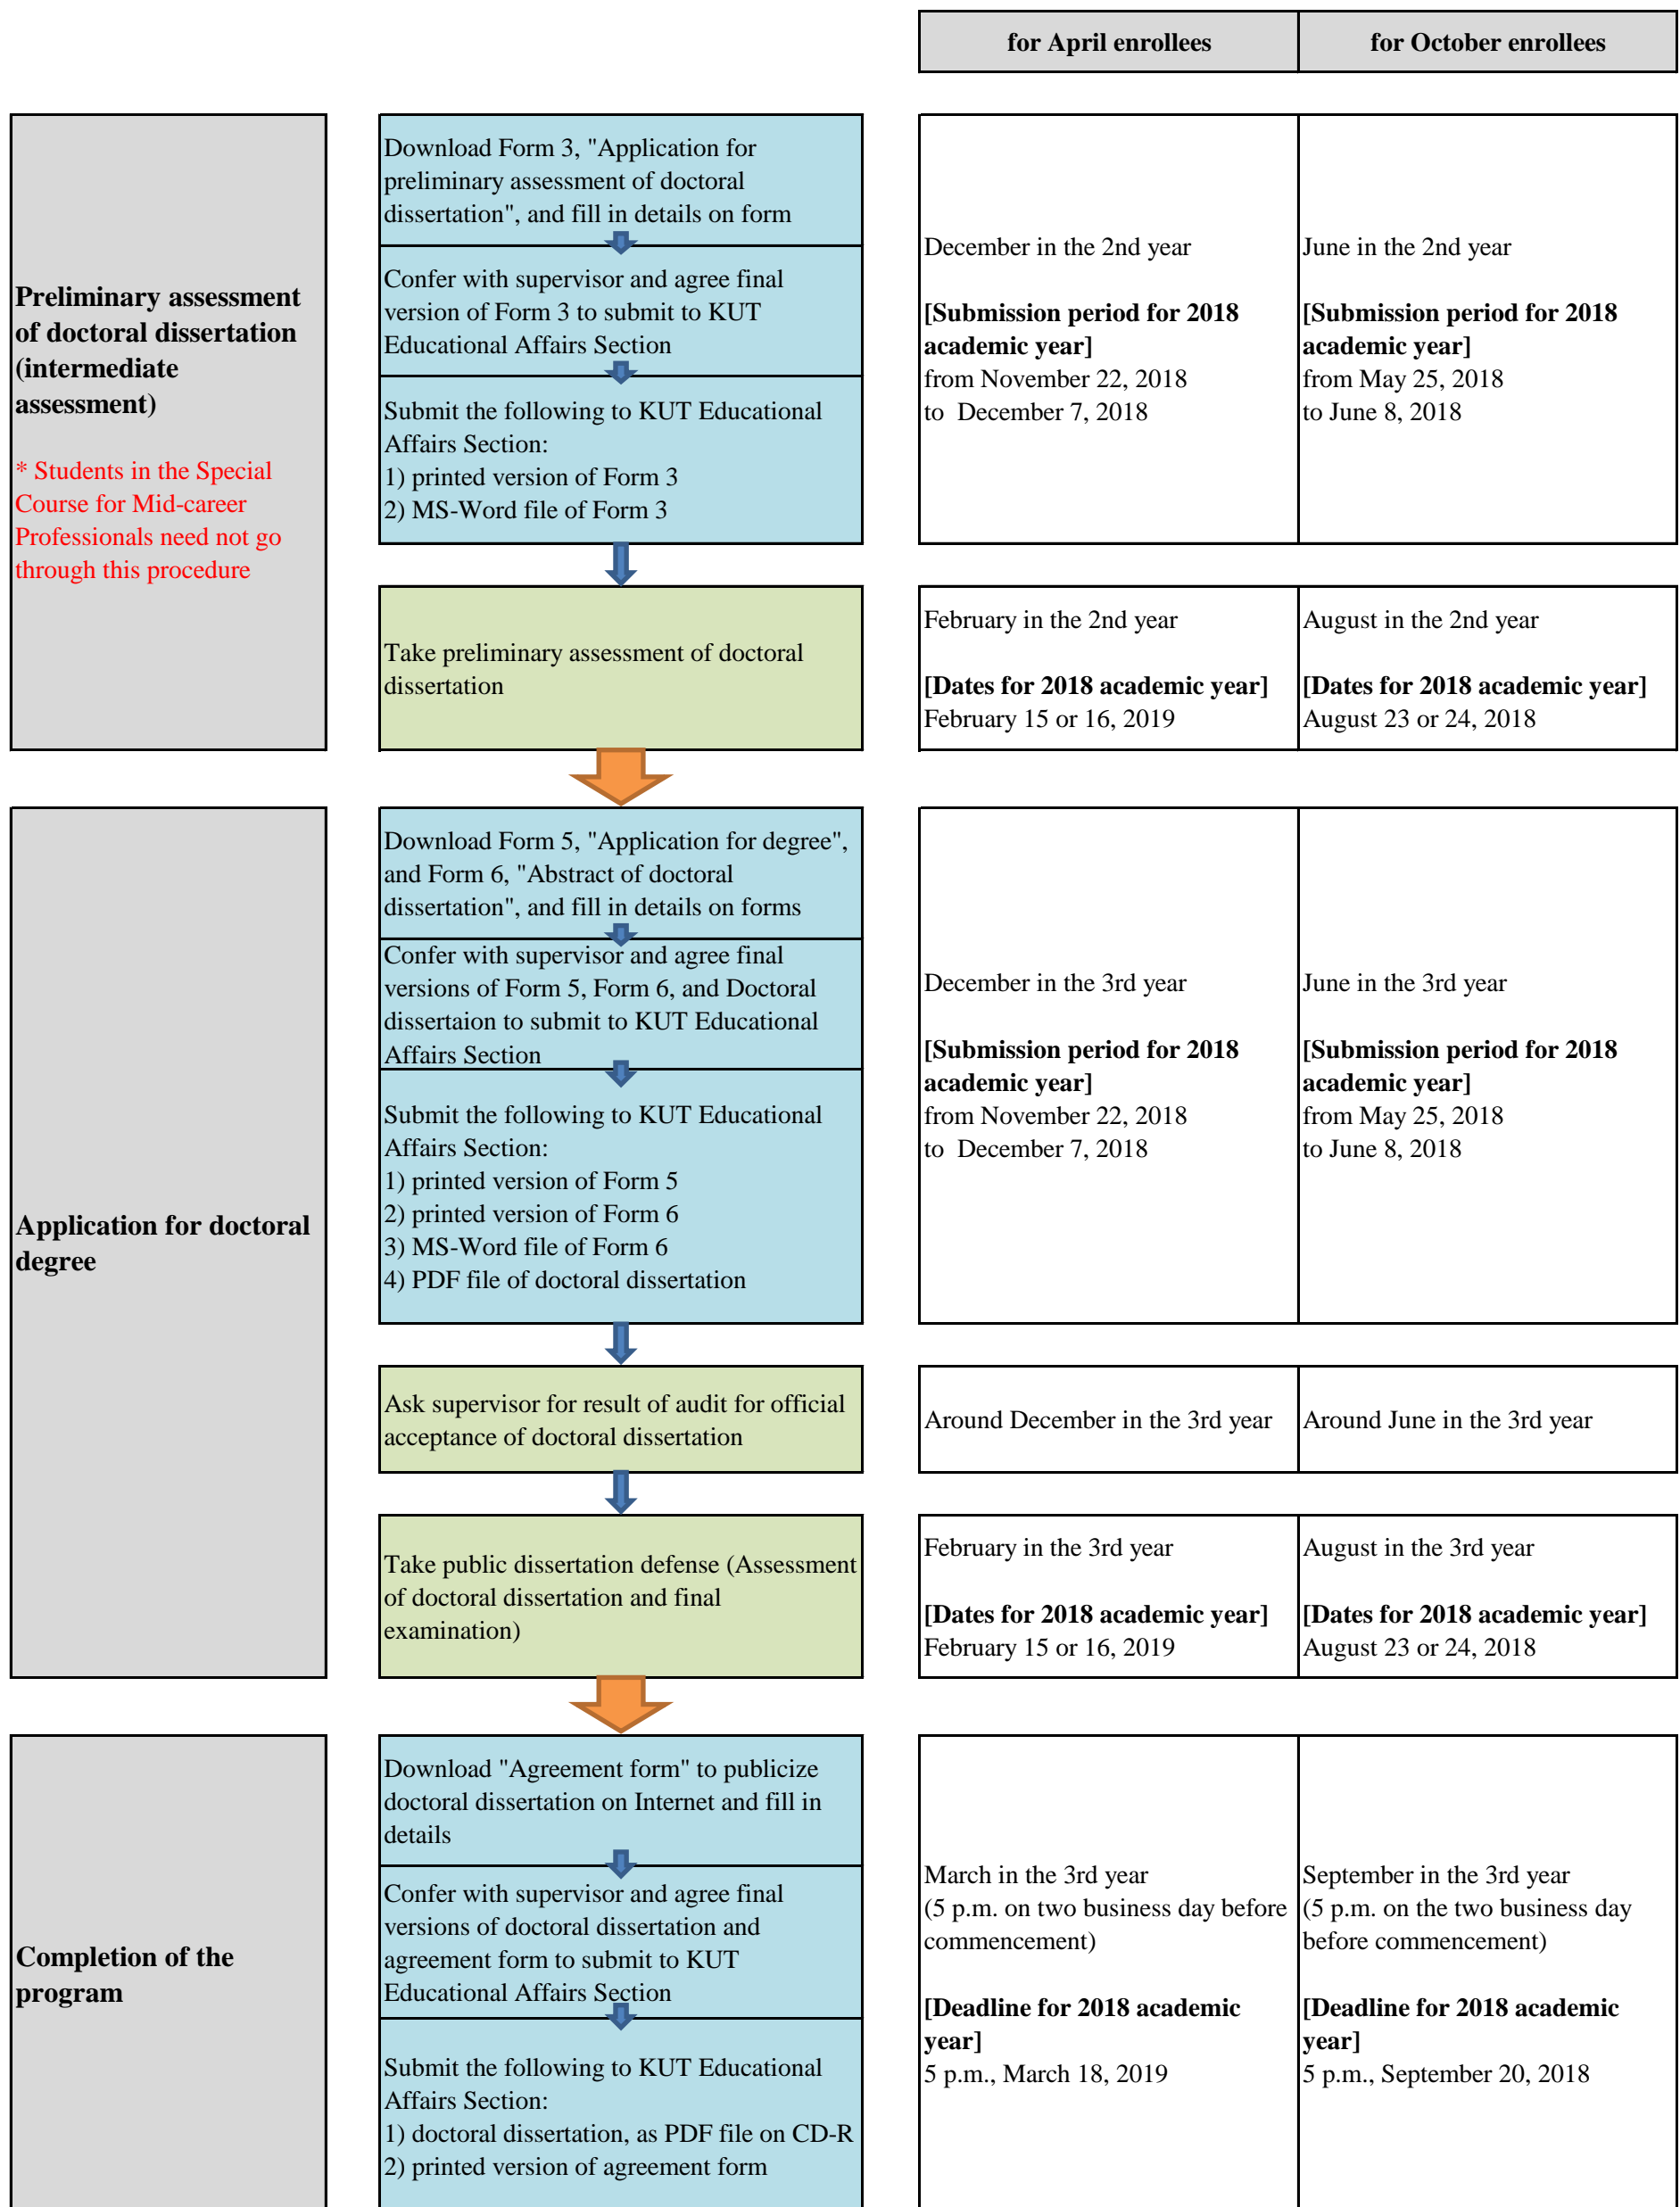 for April enrollees
for October enrollees
Preliminary assessment
of doctoral dissertation
(intermediate
assessment)
* Students in the Special
Course for Mid-career
Professionals need not go
through this procedure
Download Form 3, "Application for
preliminary assessment of doctoral
dissertation", and fill in details on form
Confer with supervisor and agree final
version of Form 3 to submit to KUT
Educational Affairs Section
Submit the following to KUT Educational
Affairs Section:
1) printed version of Form 3
2) MS-Word file of Form 3
December in the 2nd year
[Submission period for 2018
academic year]
from November 22, 2018
to  December 7, 2018
June in the 2nd year
[Submission period for 2018
academic year]
from May 25, 2018
to June 8, 2018
Take preliminary assessment of doctoral
dissertation
February in the 2nd year
[Dates for 2018 academic year]
February 15 or 16, 2019
August in the 2nd year
[Dates for 2018 academic year]
August 23 or 24, 2018
Application for doctoral
degree
Download Form 5, "Application for degree",
and Form 6, "Abstract of doctoral
dissertation", and fill in details on forms
Confer with supervisor and agree final
versions of Form 5, Form 6, and Doctoral
dissertaion to submit to KUT Educational
Affairs Section
Submit the following to KUT Educational
Affairs Section:
1) printed version of Form 5
2) printed version of Form 6
3) MS-Word file of Form 6
4) PDF file of doctoral dissertation
December in the 3rd year
[Submission period for 2018
academic year]
from November 22, 2018
to  December 7, 2018
June in the 3rd year
[Submission period for 2018
academic year]
from May 25, 2018
to June 8, 2018
Ask supervisor for result of audit for official
acceptance of doctoral dissertation
Around December in the 3rd year
Around June in the 3rd year
Take public dissertation defense (Assessment
of doctoral dissertation and final
examination)
February in the 3rd year
[Dates for 2018 academic year]
February 15 or 16, 2019
August in the 3rd year
[Dates for 2018 academic year]
August 23 or 24, 2018
Completion of the
program
Download "Agreement form" to publicize
doctoral dissertation on Internet and fill in
details
Confer with supervisor and agree final
versions of doctoral dissertation and
agreement form to submit to KUT
Educational Affairs Section
Submit the following to KUT Educational
Affairs Section:
1) doctoral dissertation, as PDF file on CD-R
2) printed version of agreement form
March in the 3rd year
(5 p.m. on two business day before
commencement)
[Deadline for 2018 academic
year]
5 p.m., March 18, 2019
September in the 3rd year
(5 p.m. on the two business day
before commencement)
[Deadline for 2018 academic
year]
5 p.m., September 20, 2018